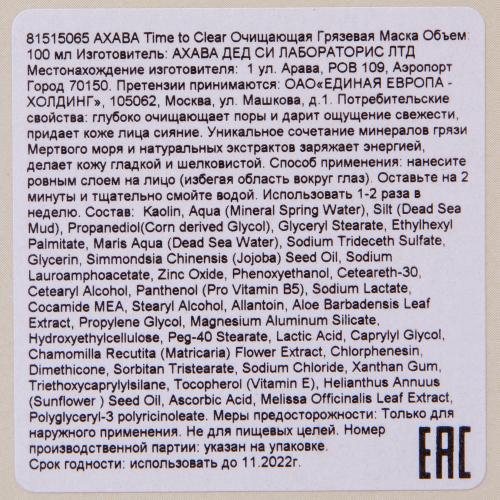 81515065 АХАВА Time to Clear Очищающая Грязевая Маска Объем:
100 мл Изготовитель: АХАВА ДЕД СИ ЛАБОРАТОРИС ЛТД
Местонахождение изготовителя: 1 ул. Арава, РОВ 109, Аэропорт
Город 70150. Претензии принимаются: ОАО«ЕДИНАЯ ЕВРОПА -
ХОЛДИНГ», 105062, Москва, ул. Машкова, д.1. Потребительские
свойства: глубоко очищающает поры и дарит ощущение свежести,
придает коже лица сияние. Уникальное сочетание минералов грязи
Мертвого моря и натуральных экстрактов заряжает энергией,
делает кожу гладкой и шелковистой. Способ применения: нанесите
ровным слоем на лицо (избегая область вокруг глаз). Оставьте на 2
минуты и тщательно смойте водой. Использовать 1-2 раза в
неделю. Состав: Kaolin, Aqua (Mineral Spring Water), Silt (Dead Sea
Mud), Propanediol(Corn derived Glycol), Glyceryl Stearate, Ethylhexyl
Palmitate, Maris Aqua (Dead Sea Water), Sodium Trideceth Sulfate,
Glycerin, Simmondsia Chinensis (Jojoba) Seed Oil, Sodium
Lauroamphoacetate, Zinc Oxide, Phenoxyethanol, Ceteareth-30,
Cetearyl Alcohol, Panthenol (Pro Vitamin B5), Sodium Lactate,
Cocamide MEA, Stearyl Alcohol, Allantoin, Aloe Barbadensis Leaf
Extract, Propylene Glycol, Magnesium Aluminum Silicate,
Hydroxyethylcellulose, Peg-40 Stearate, Lactic Acid, Caprylyl Glycol,
Chamomilla Recutita (Matricaria) Flower Extract, Chlorphenesin,
Dimethicone, Sorbitan Tristearate, Sodium Chloride, Xanthan Gum,
Triethoxycaprylylsilane, Tocopherol (Vitamin E), Helianthus Annuus
(Sunflower ) Seed Oil, Ascorbic Acid, Melissa Officinalis Leaf Extract,
Polyglyceryl-3 polyricinoleate. Меры предосторожности: Только для
наружного применения. Не для пищевых целей. Номер
производственной партии: указан на упаковке.
Срок годности: использовать до 11.2022г.
ЕАС